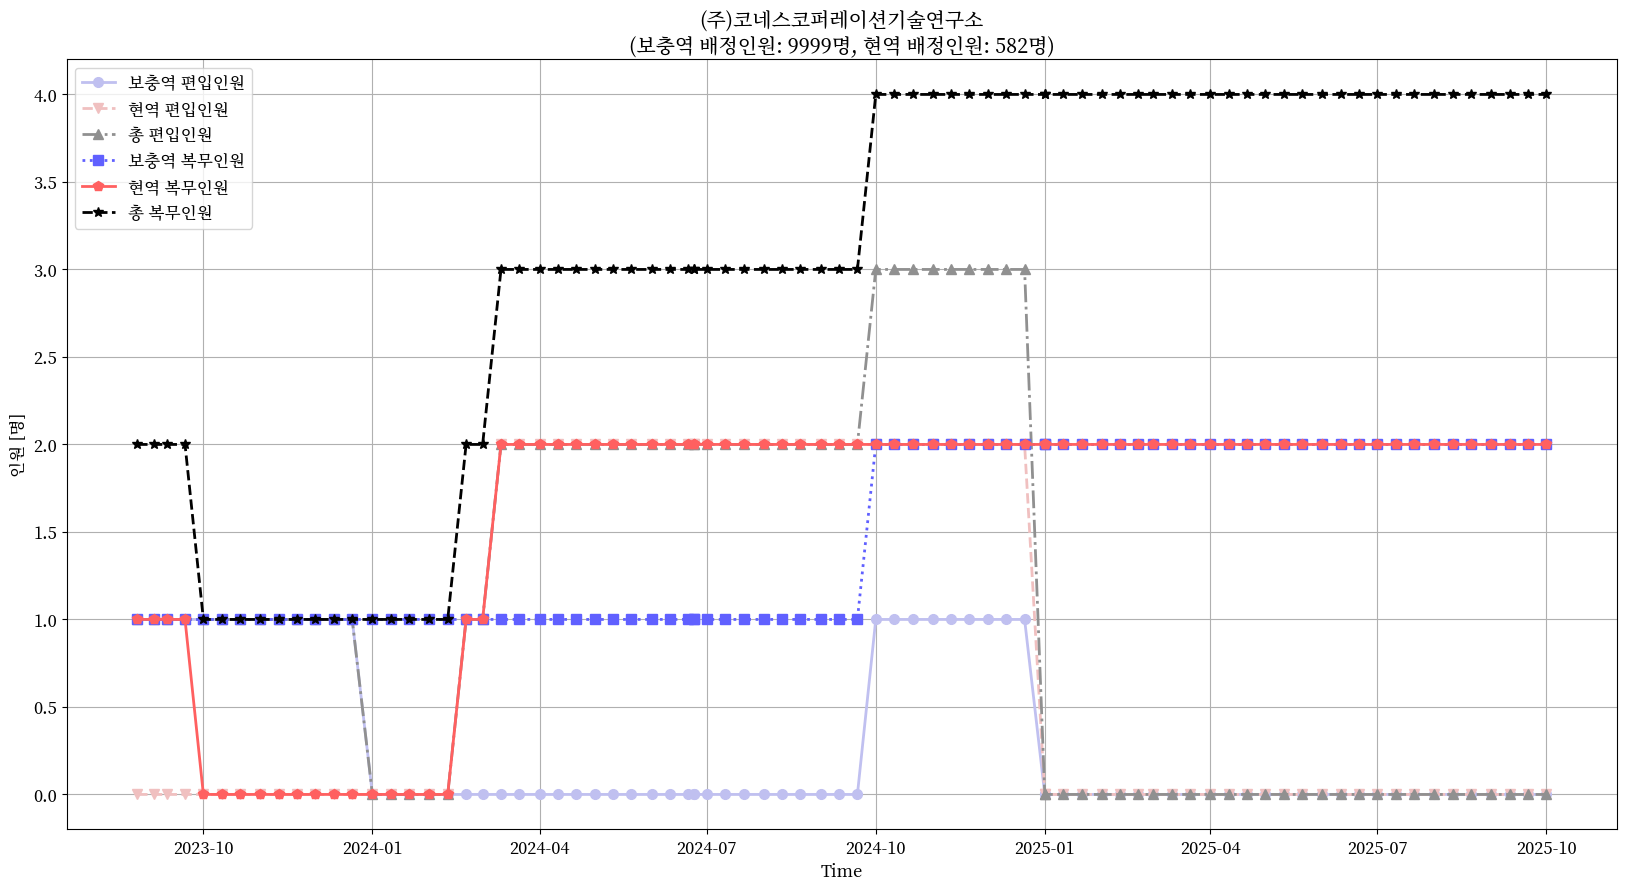 (주)코네스코퍼레이션기술연구소
(보충역 배정인원: 9999명, 현역 배정인원: 582명)
보충역 편입인원
현역 편입인원
총 편입인원
보충역 복무인원
현역 복무인원
총 복무인원
4.0
3.5
3.0
2.5
2.0
1.5
1.0
0.5
0.0
인원 [명]
2023-10 2024-01 2024-04 2024-07 2024-10 2025-01 2025-04 2025-07 2025-10
Time